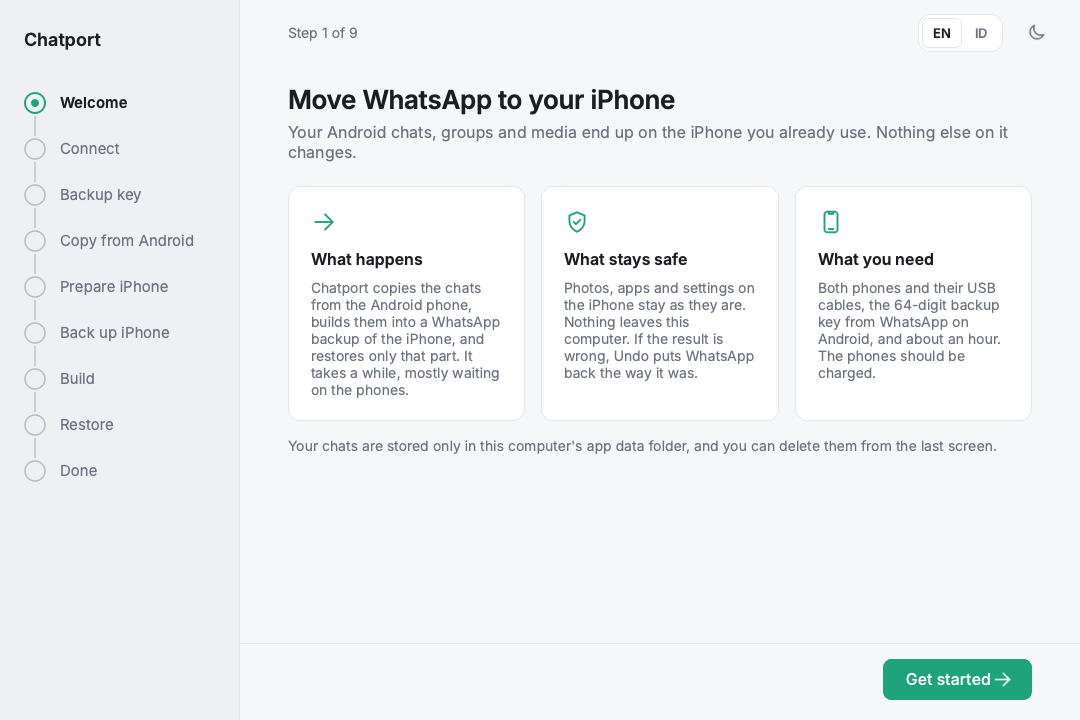 Chatport
Welcome
Connect
Backup key
Copy from Android
Prepare iPhone
Back up iPhone
Build
Restore
Done
Step 1 of 9
EN
ID
Move WhatsApp to your iPhone
Your Android chats, groups and media end up on the iPhone you already use. Nothing else on it
changes.
What happens
Chatport copies the chats
from the Android phone,
builds them into a WhatsApp
backup of the iPhone, and
restores only that part. It
takes a while, mostly waiting
on the phones.
What stays safe
Photos, apps and settings on
the iPhone stay as they are.
Nothing leaves this
computer. If the result is
wrong, Undo puts WhatsApp
back the way it was.
What you need
Both phones and their USB
cables, the 64-digit backup
key from WhatsApp on
Android, and about an hour.
The phones should be
charged.
Your chats are stored only in this computer's app data folder, and you can delete them from the last screen.
Get started